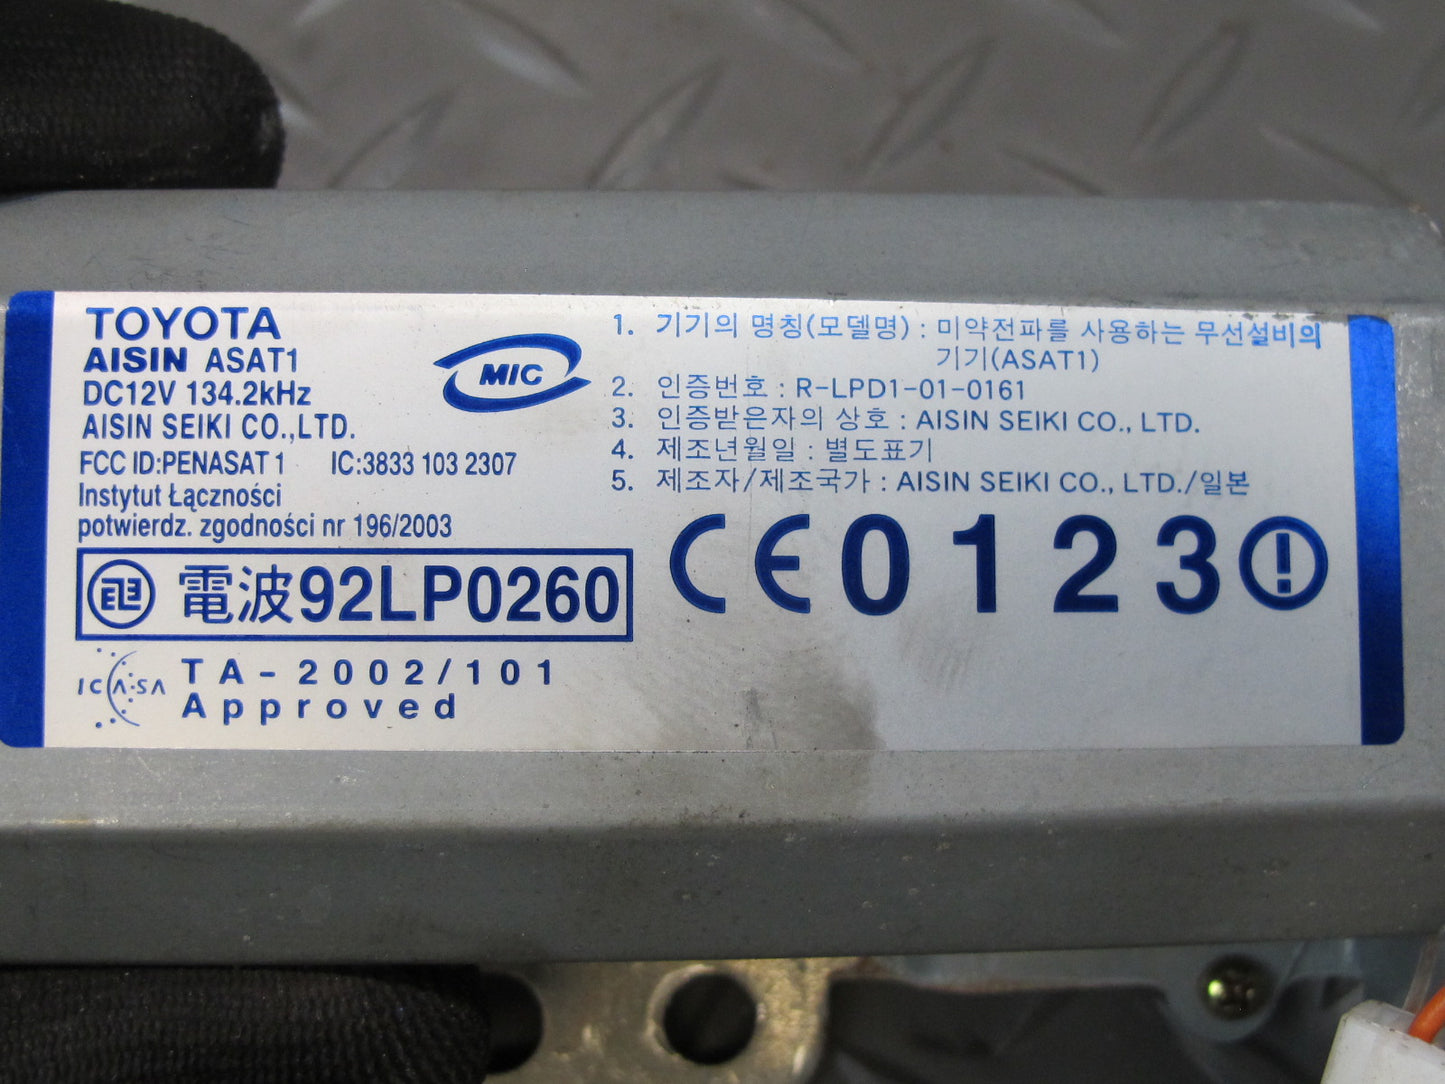 TOYOTA
AISIN ASAT1
DC12V 134.2kHz
AISIN SEIKI CO.,LTD.
FCC ID:PENASAT1 IC:3833 103 2307
Instytut Łączności
potwierdz. zgodności nr 196/2003
MIC
電波92LP0260
ICASA
TA-2002/101
Approved
1. 기기의 명칭(모델명) : 미약전파를 사용하는 무선설비의
기기(ASAT1)
2. 인증번호 : R-LPD1-01-0161
3. 인증받은자의 상호 : AISIN SEIKI CO., LTD.
4. 제조년월일 : 별도표기
5. 제조자/제조국가 : AISIN SEIKI CO., LTD./일본
CE0123!